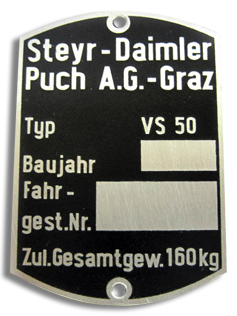 Steyr-Daimler
Puch A.G.-Graz
Typ VS 50
Baujahr
Fahr-
gest.Nr.
Zul.Gesamtgew.160kg